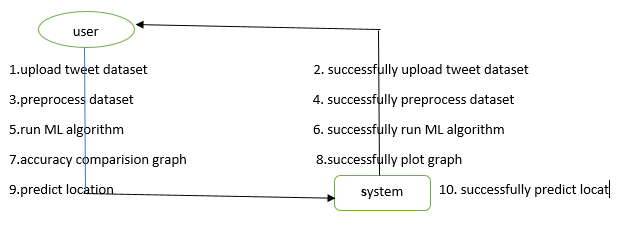 user
1.upload tweet dataset
2. successfully upload tweet dataset
3.preprocess dataset
4. successfully preprocess dataset
5.run ML algorithm
6. successfully run ML algorithm
7.accuracy comparision graph
8.successfully plot graph
9.predict location
system
10. successfully predict locat